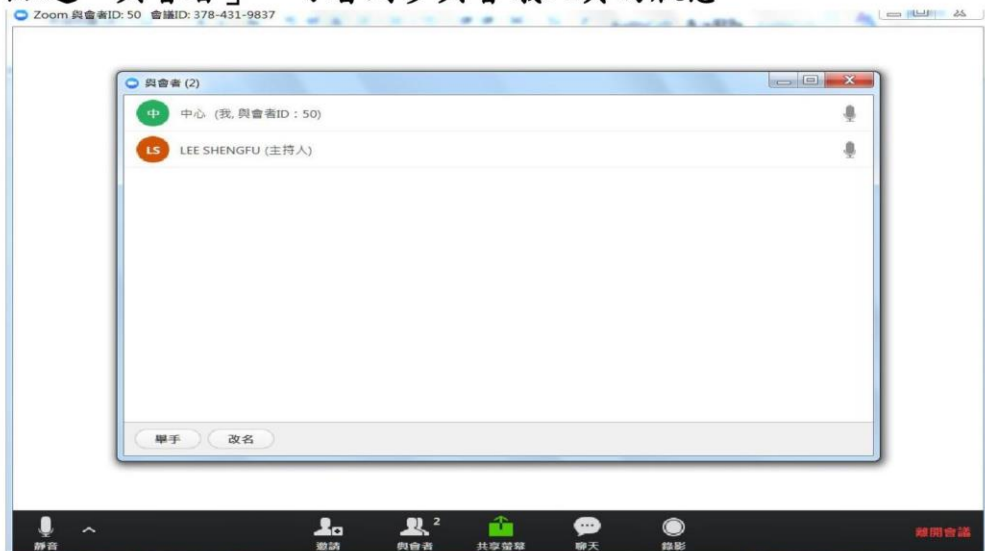 與會者」
Zoom 與會者ID: 50 會議ID: 378-431-9837
與會者 (2)
中 中心 (我, 與會者ID : 50)
LS LEE SHENGFU (主持人)
舉手 改名
靜音 邀請 與會者 2 共享螢幕 聊天 錄影 離開會議